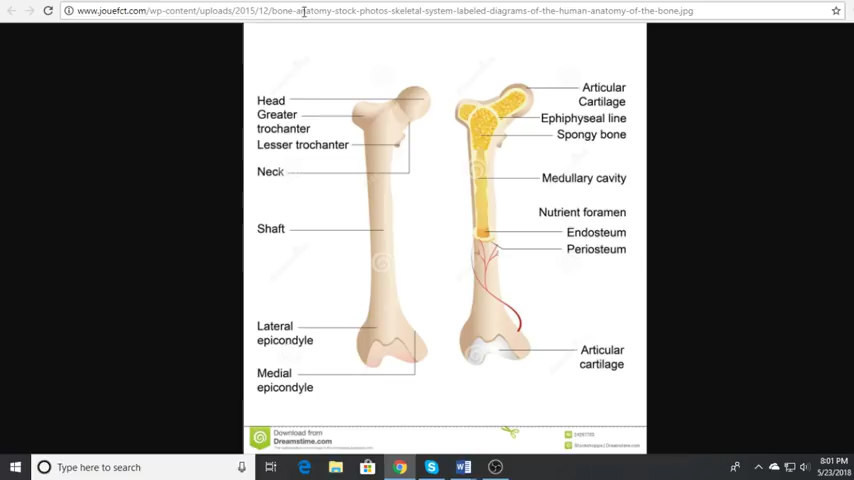 www.jouefct.com/wp-content/uploads/2015/12/bone-anatomy-stock-photos-skeletal-system-labeled-diagrams-of-the-human-anatomy-of-the-bone.jpg
Head
Greater
trochanter
Lesser trochanter
Neck
Shaft
Lateral
epicondyle
Medial
epicondyle
Articular
Cartilage
Ephiphyseal line
Spongy bone
Medullary cavity
Nutrient foramen
Endosteum
Periosteum
Articular
cartilage
Download from
Dreamstime.com
Type here to search
8:01 PM
5/23/2018